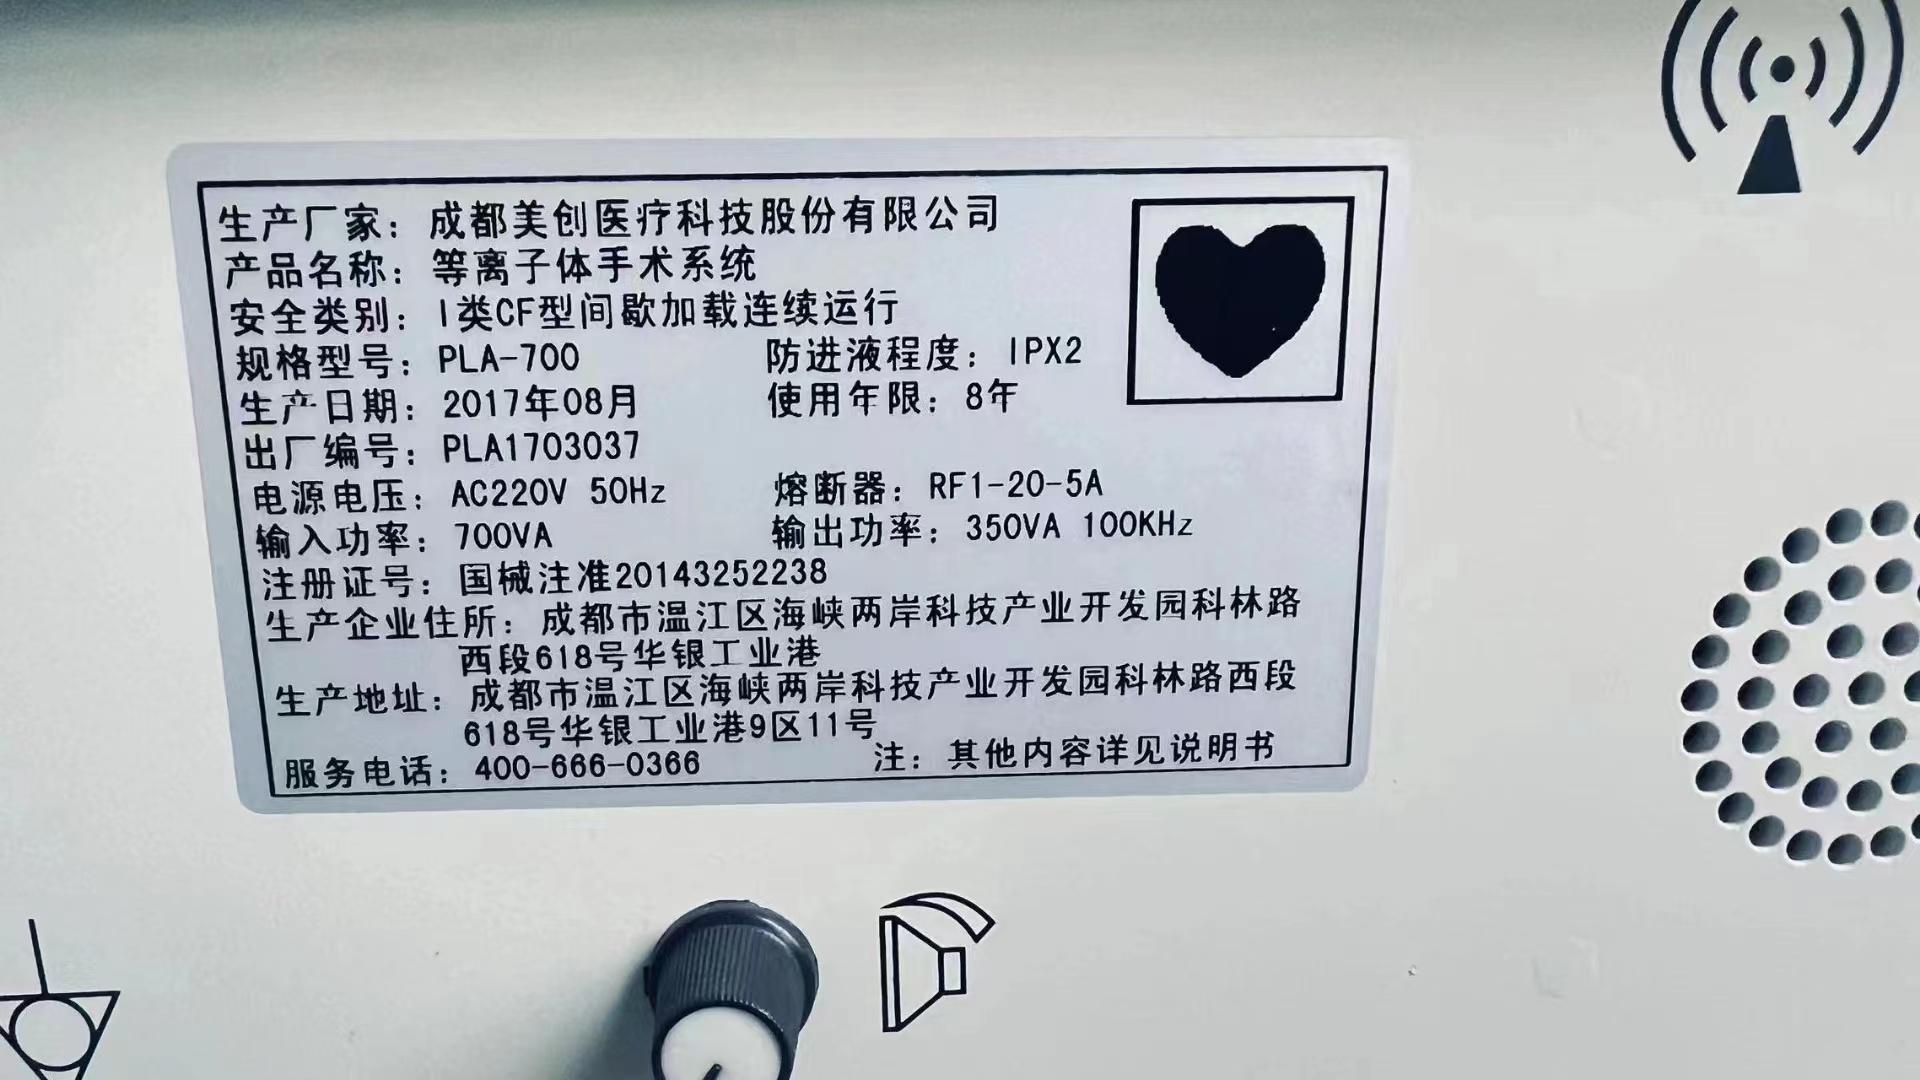 生产厂家：成都美创医疗科技股份有限公司
产品名称：等离子体手术系统
安全类别：I类CF型间歇加载连续运行
规格型号：PLA-700 防进液程度：IPX2
生产日期：2017年08月 使用年限：8年
出厂编号：PLA1703037
电源电压：AC220V 50Hz 熔断器：RF1-20-5A
输入功率：700VA 输出功率：350VA 100KHz
注册证号：国械注准20143252238
生产企业住所：成都市温江区海峡两岸科技产业开发园科林路
西段618号华银工业港
生产地址：成都市温江区海峡两岸科技产业开发园科林路西段
618号华银工业港9区11号
服务电话：400-666-0366 注：其他内容详见说明书